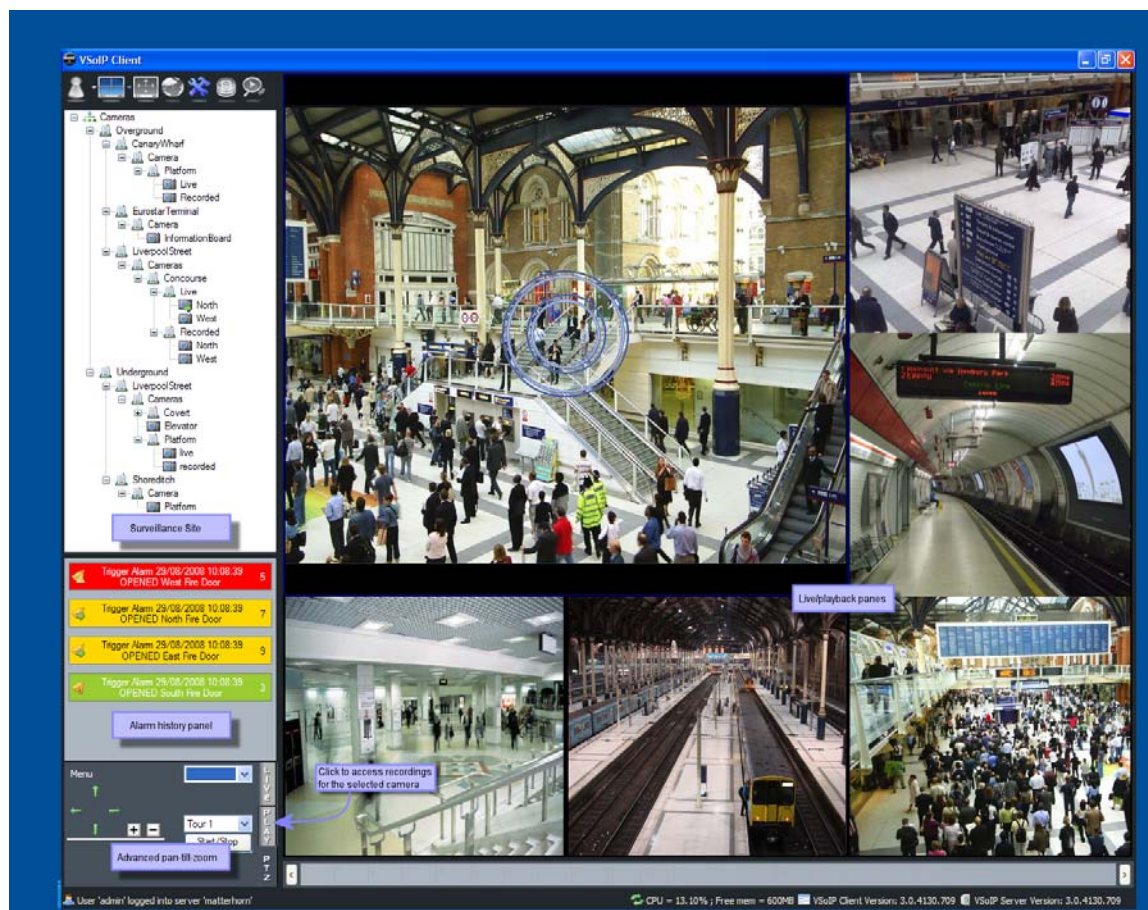 VSoIP Client
Cameras
Overground
CanaryWharf
Camera
Platform
Live
Recorded
EurostarTerminal
Camera
InformationBoard
LiverpoolStreet
Cameras
Concourse
Live
North
West
Recorded
North
West
Underground
LiverpoolStreet
Cameras
Covert
Elevator
Platform
live
recorded
Shoreditch
Camera
Platform
Surveillance Site
Trigger Alarm 29/08/2008 10:08:39
OPENED West Fire Door 5
Trigger Alarm 29/08/2008 10:08:39
OPENED North Fire Door 7
Trigger Alarm 29/08/2008 10:08:39
OPENED East Fire Door 9
Trigger Alarm 29/08/2008 10:08:39
OPENED South Fire Door 3
Alarm history panel
Live/playback panes
Menu
LIVE
PLAY
PTZ
Tour 1
Start/Stop
Advanced pan-tilt-zoom
Click to access recordings
for the selected camera
Central Line
User 'admin' logged into server 'matterhorn'
CPU = 13.10% ; Free mem = 600MB
VSoIP Client Version: 3.0.4130.709
VSoIP Server Version: 3.0.4130.709